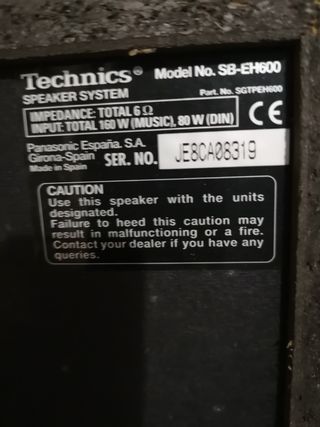 Technics® Model No. SB-EH600
SPEAKER SYSTEM Part. No. SGTPEH600
IMPEDANCE: TOTAL 6 Ω
INPUT: TOTAL 160 W (MUSIC), 80 W (DIN)
CE
Panasonic España. S.A.
Girona-Spain
Made in Spain
SER. NO. JE8CA08319
CAUTION
Use this speaker with the units
designated.
Failure to heed this caution may
result in malfunctioning or a fire.
Contact your dealer if you have any
queries.